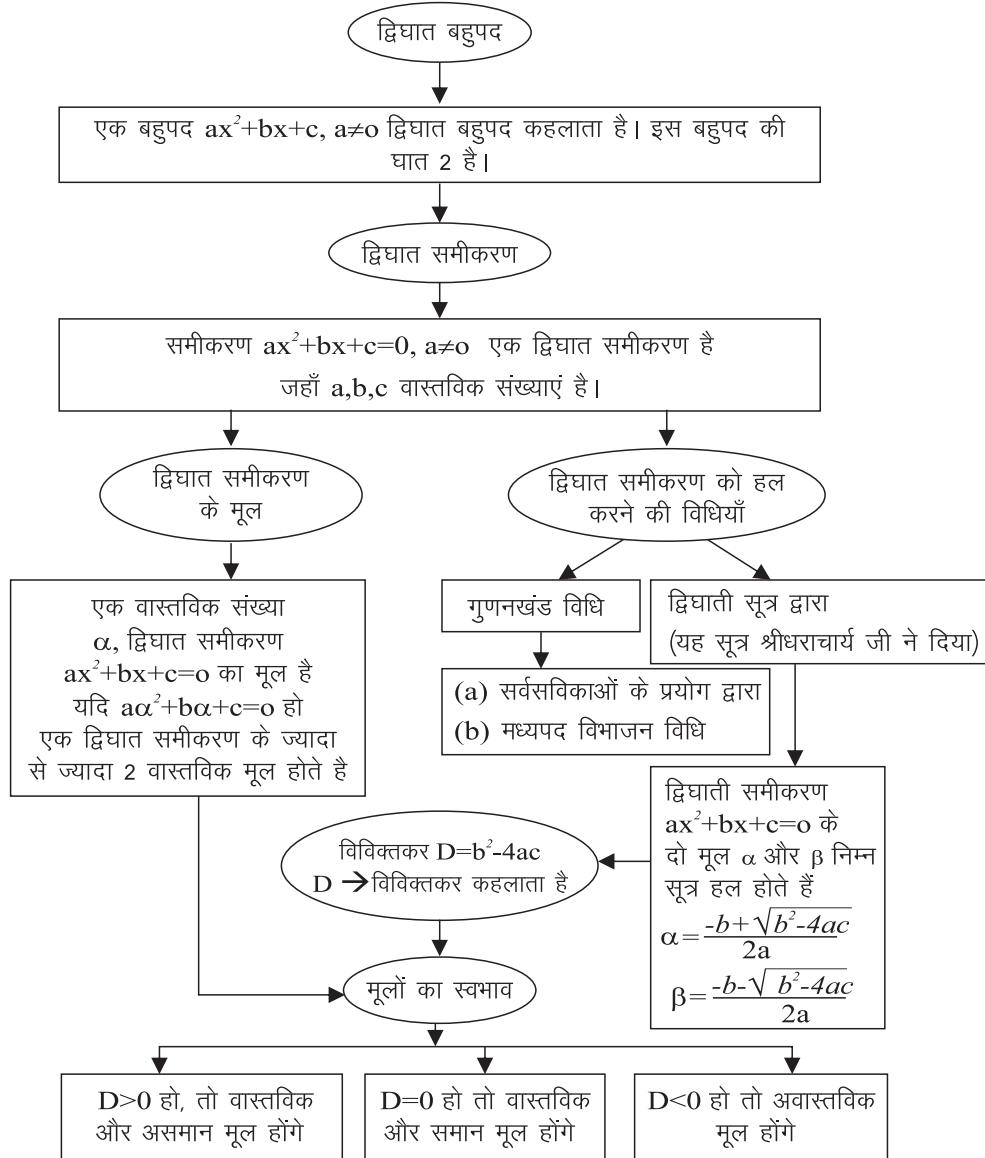 द्विघात बहुपद
एक बहुपद ax²+bx+c, a≠o द्विघात बहुपद कहलाता है। इस बहुपद की
घात 2 है।
द्विघात समीकरण
समीकरण ax²+bx+c=0, a≠o एक द्विघात समीकरण है
जहाँ a,b,c वास्तविक संख्याएं है।
द्विघात समीकरण
के मूल
द्विघात समीकरण को हल
करने की विधियाँ
एक वास्तविक संख्या
α, द्विघात समीकरण
ax²+bx+c=o का मूल है
यदि aα²+bα+c=o हो
एक द्विघात समीकरण के ज्यादा
से ज्यादा 2 वास्तविक मूल होते है
गुणनखंड विधि
द्विघाती सूत्र द्वारा
(यह सूत्र श्रीधराचार्य जी ने दिया)
(a) सर्वसविकाओं के प्रयोग द्वारा
(b) मध्यपद विभाजन विधि
द्विघाती समीकरण
ax²+bx+c=o के
दो मूल α और β निम्न
सूत्र हल होते हैं
α=(-b+√b²-4ac)/2a
β=(-b-√b²-4ac)/2a
विविक्तकर D=b²-4ac
D → विविक्तकर कहलाता है
मूलों का स्वभाव
D>0 हो, तो वास्तविक
और असमान मूल होंगे
D=0 हो तो वास्तविक
और समान मूल होंगे
D<0 हो तो अवास्तविक
मूल होंगे